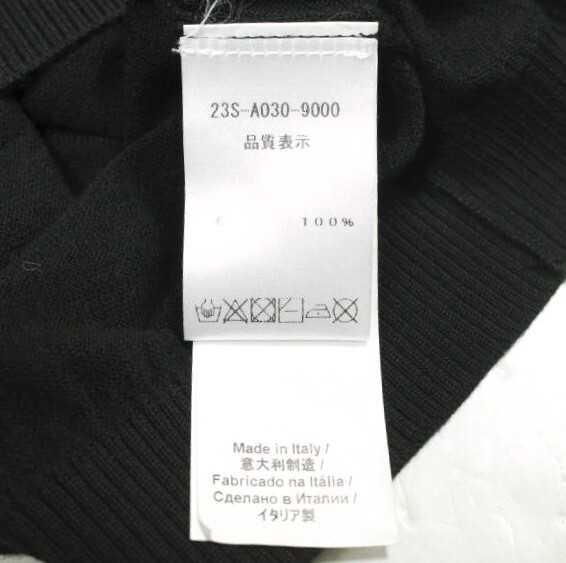 23S-A030-9000
品質表示
100%
Made in Italy /
意大利制造 /
Fabricado na Itália /
Сделано в Италии /
イタリア製